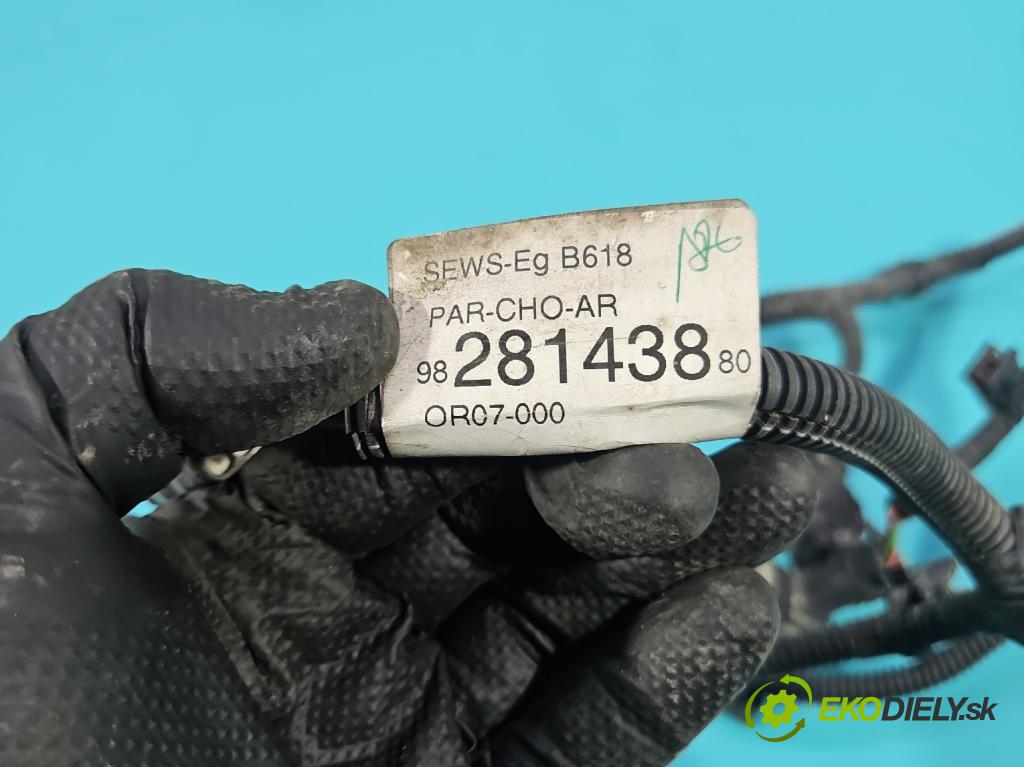 SEWS-Eg B618
PAR-CHO-AR
98 281438 80
OR07-000
EKODIELY.sk